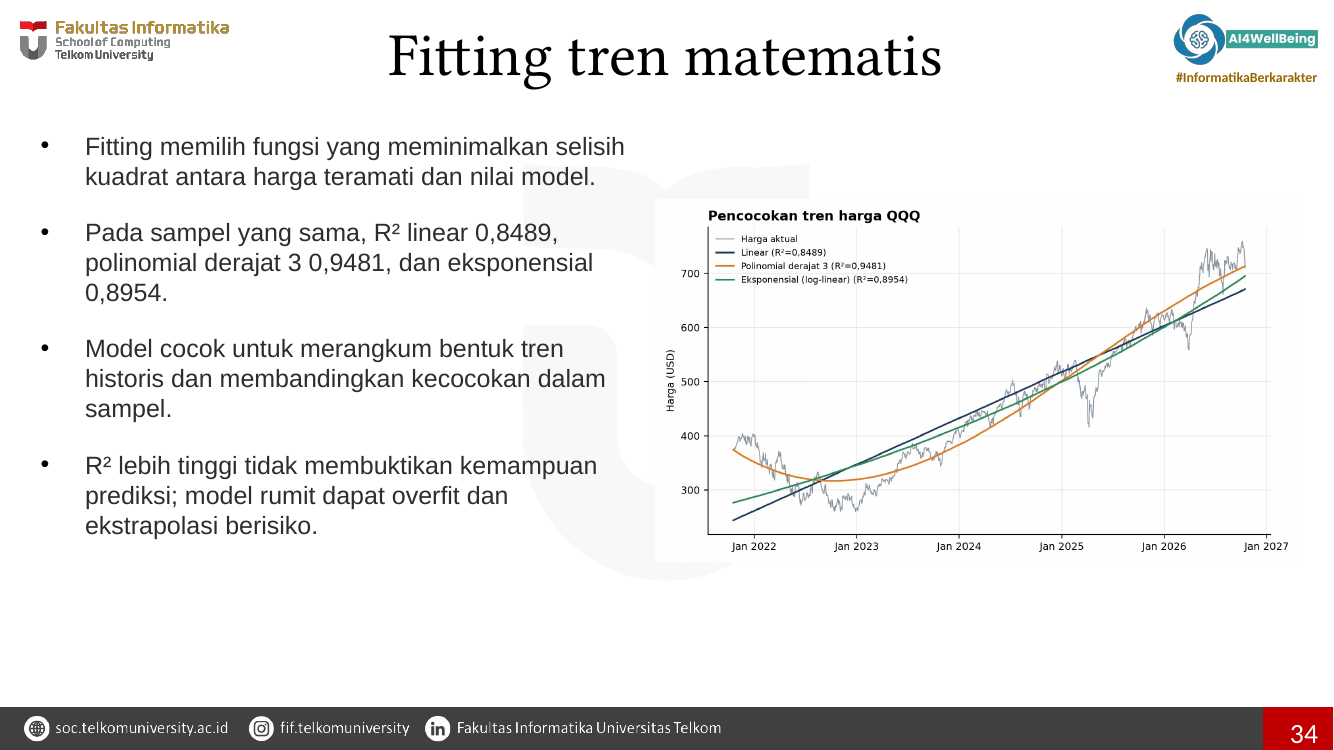 Fakultas Informatika
School of Computing
Telkom University
Fitting tren matematis
AI4WellBeing
#InformatikaBerkarakter
• Fitting memilih fungsi yang meminimalkan selisih
kuadrat antara harga teramati dan nilai model.
• Pada sampel yang sama, R² linear 0,8489,
polinomial derajat 3 0,9481, dan eksponensial
0,8954.
• Model cocok untuk merangkum bentuk tren
historis dan membandingkan kecocokan dalam
sampel.
• R² lebih tinggi tidak membuktikan kemampuan
prediksi; model rumit dapat overfit dan
ekstrapolasi berisiko.
Pencocokan tren harga QQQ
Harga aktual
Linear (R²=0,8489)
Polinomial derajat 3 (R²=0,9481)
Eksponensial (log-linear) (R²=0,8954)
Harga (USD)
700
600
500
400
300
Jan 2022 Jan 2023 Jan 2024 Jan 2025 Jan 2026 Jan 2027
soc.telkomuniversity.ac.id fif.telkomuniversity Fakultas Informatika Universitas Telkom
34